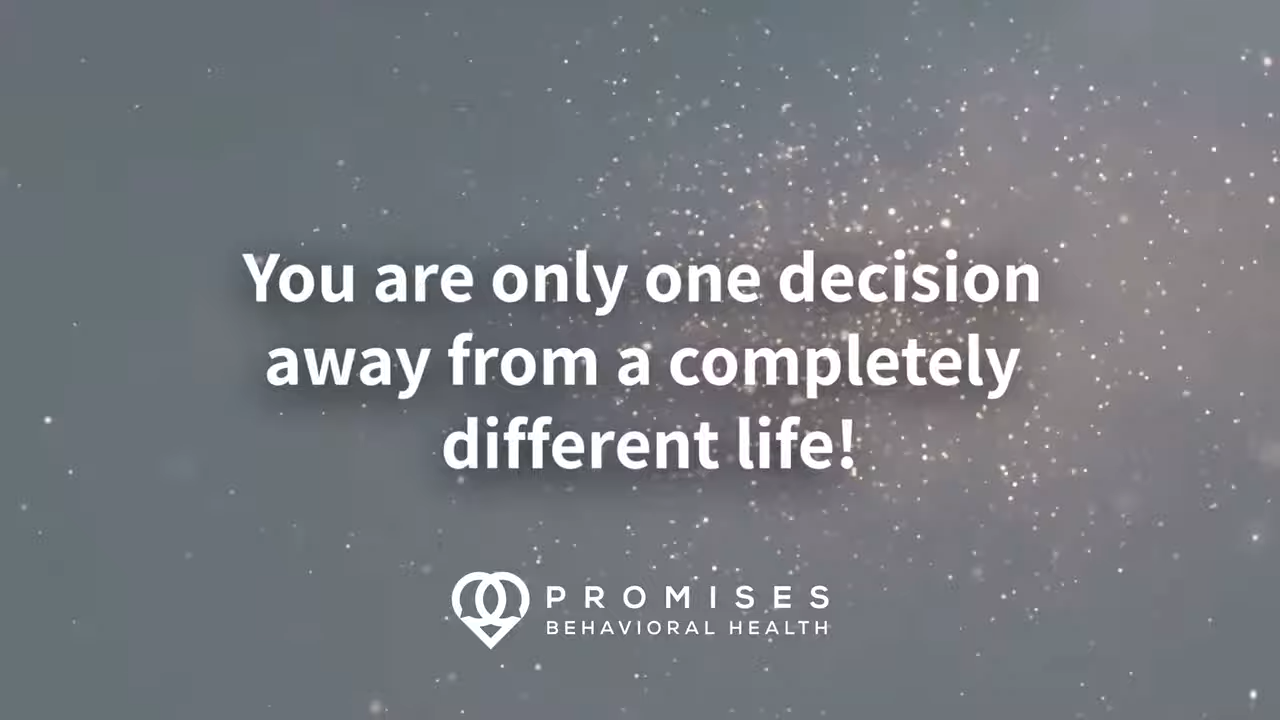 You are only one decision
away from a completely
different life!
PROMISES
BEHAVIORAL HEALTH